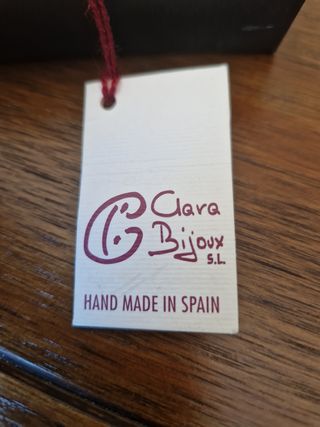 Clara
Bijoux
S.L
HAND MADE IN SPAIN